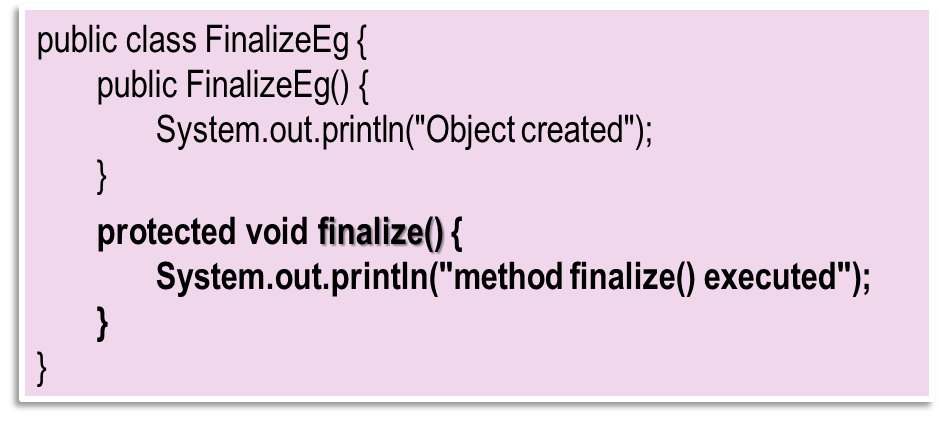 public class FinalizeEg {
public FinalizeEg() {
System.out.println("Object created");
}
protected void finalize() {
System.out.println("method finalize() executed");
}
}